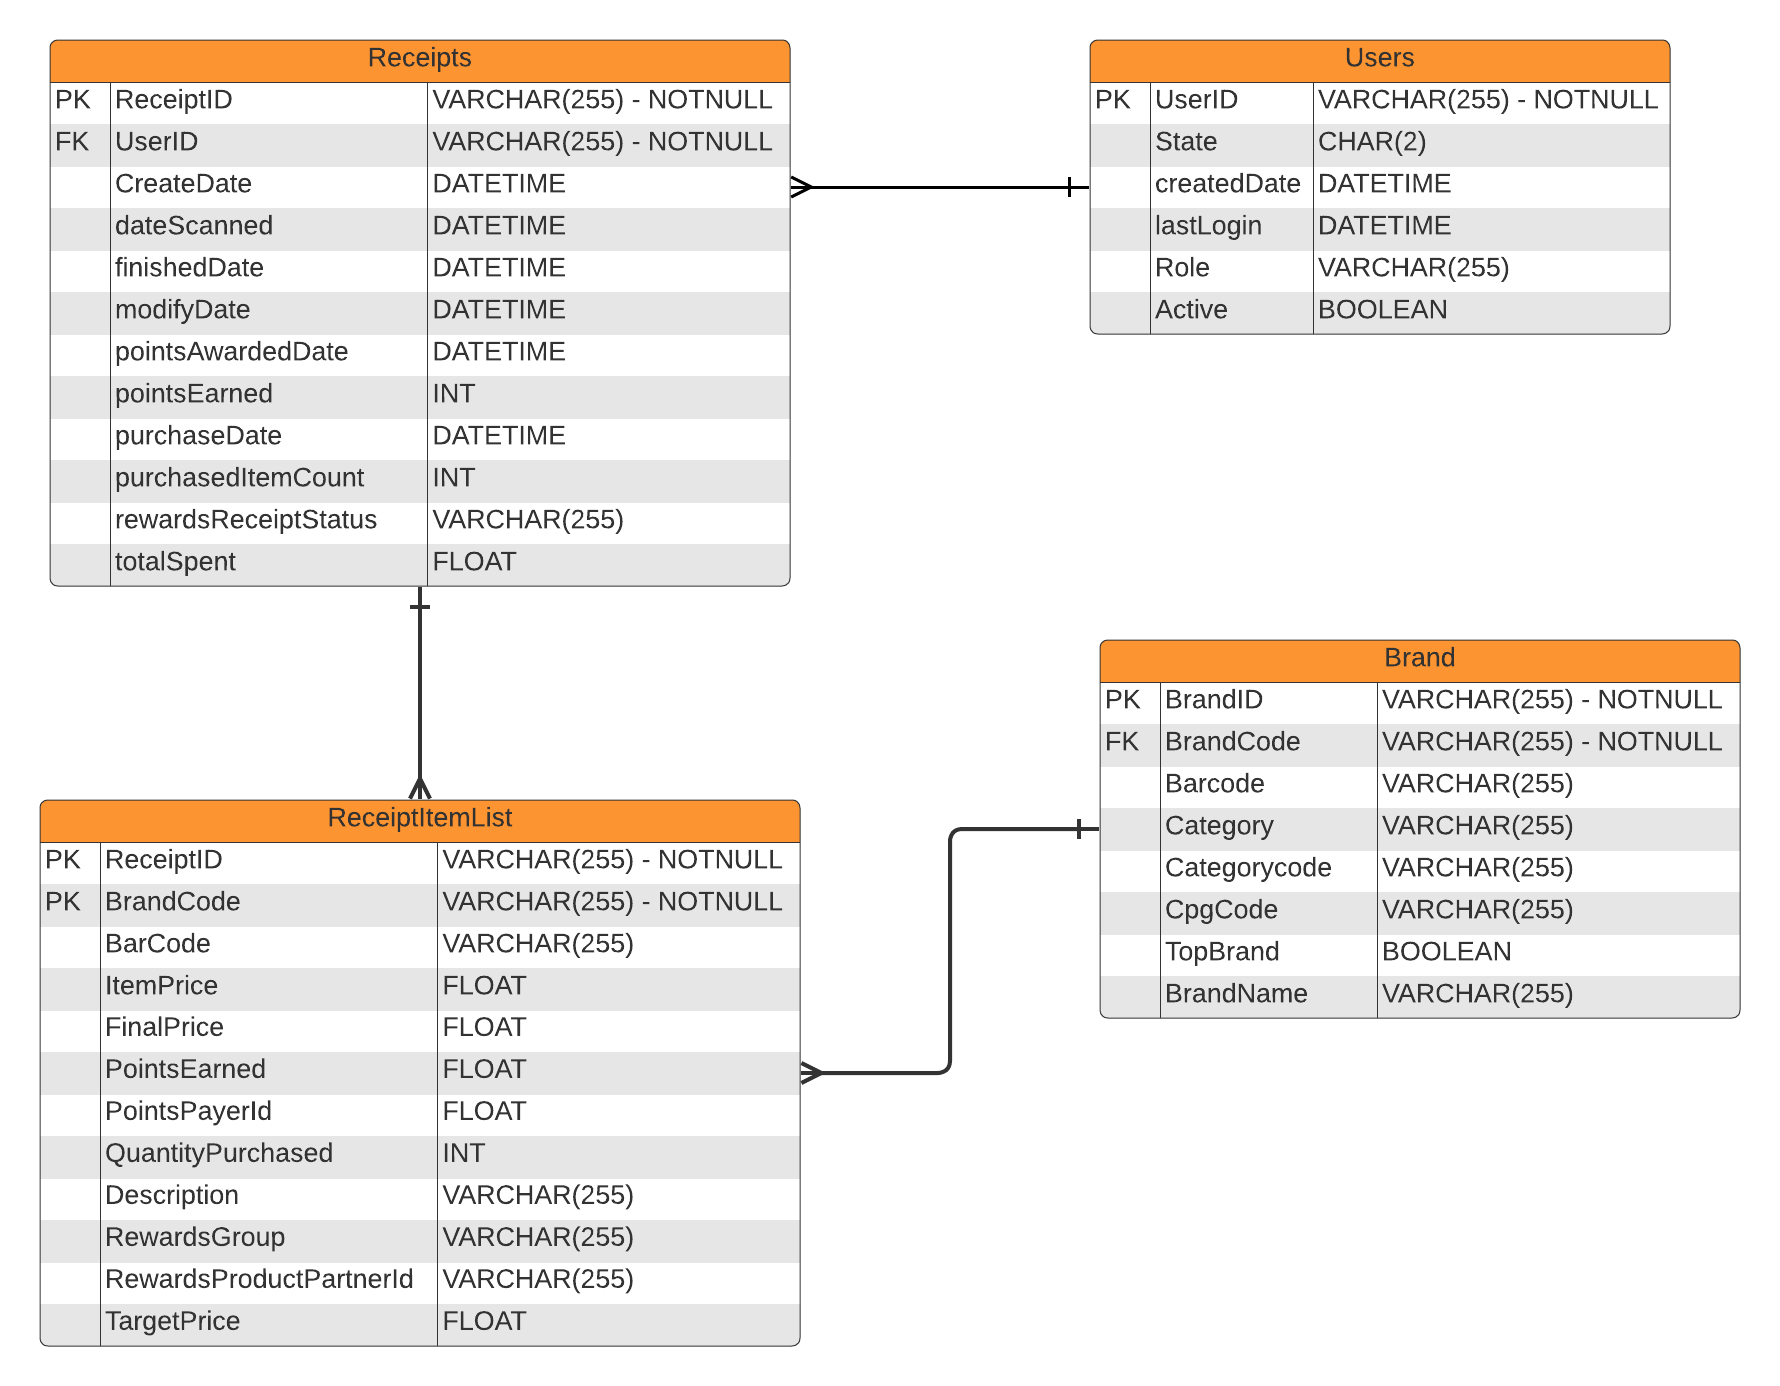 Receipts
PK ReceiptID VARCHAR(255) - NOTNULL
FK UserID VARCHAR(255) - NOTNULL
CreateDate DATETIME
dateScanned DATETIME
finishedDate DATETIME
modifyDate DATETIME
pointsAwardedDate DATETIME
pointsEarned INT
purchaseDate DATETIME
purchasedItemCount INT
rewardsReceiptStatus VARCHAR(255)
totalSpent FLOAT
Users
PK UserID VARCHAR(255) - NOTNULL
State CHAR(2)
createdDate DATETIME
lastLogin DATETIME
Role VARCHAR(255)
Active BOOLEAN
Brand
PK BrandID VARCHAR(255) - NOTNULL
FK BrandCode VARCHAR(255) - NOTNULL
Barcode VARCHAR(255)
Category VARCHAR(255)
Categorycode VARCHAR(255)
CpgCode VARCHAR(255)
TopBrand BOOLEAN
BrandName VARCHAR(255)
ReceiptItemList
PK ReceiptID VARCHAR(255) - NOTNULL
PK BrandCode VARCHAR(255) - NOTNULL
BarCode VARCHAR(255)
ItemPrice FLOAT
FinalPrice FLOAT
PointsEarned FLOAT
PointsPayerId FLOAT
QuantityPurchased INT
Description VARCHAR(255)
RewardsGroup VARCHAR(255)
RewardsProductPartnerId VARCHAR(255)
TargetPrice FLOAT